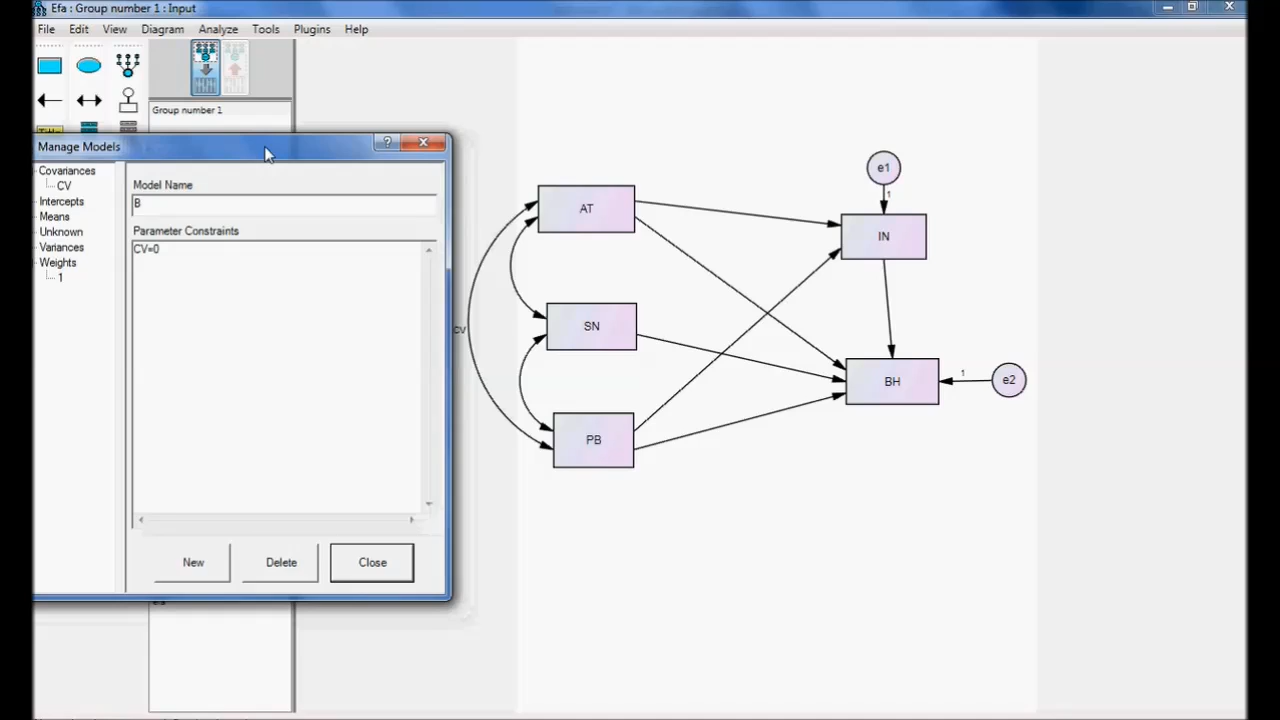 Efa : Group number 1 : Input
File Edit View Diagram Analyze Tools Plugins Help
Group number 1
Manage Models
?
Covariances
CV
Intercepts
Means
Unknown
Variances
Weights
1
Model Name
B
Parameter Constraints
CV=0
New Delete Close
CV
AT
SN
PB
e1
1
IN
BH
1
e2